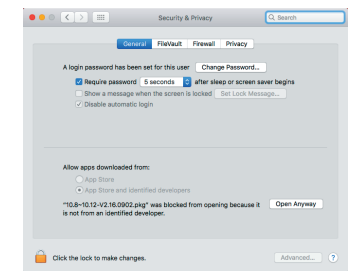 Security & Privacy
Search
General FileVault Firewall Privacy
A login password has been set for this user Change Password...
Require password 5 seconds after sleep or screen saver begins
Show a message when the screen is locked Set Lock Message...
Disable automatic login
Allow apps downloaded from:
App Store
App Store and identified developers
"10.8~10.12-V2.16.0902.pkg" was blocked from opening because it Open Anyway
is not from an identified developer.
Click the lock to make changes. Advanced... ?